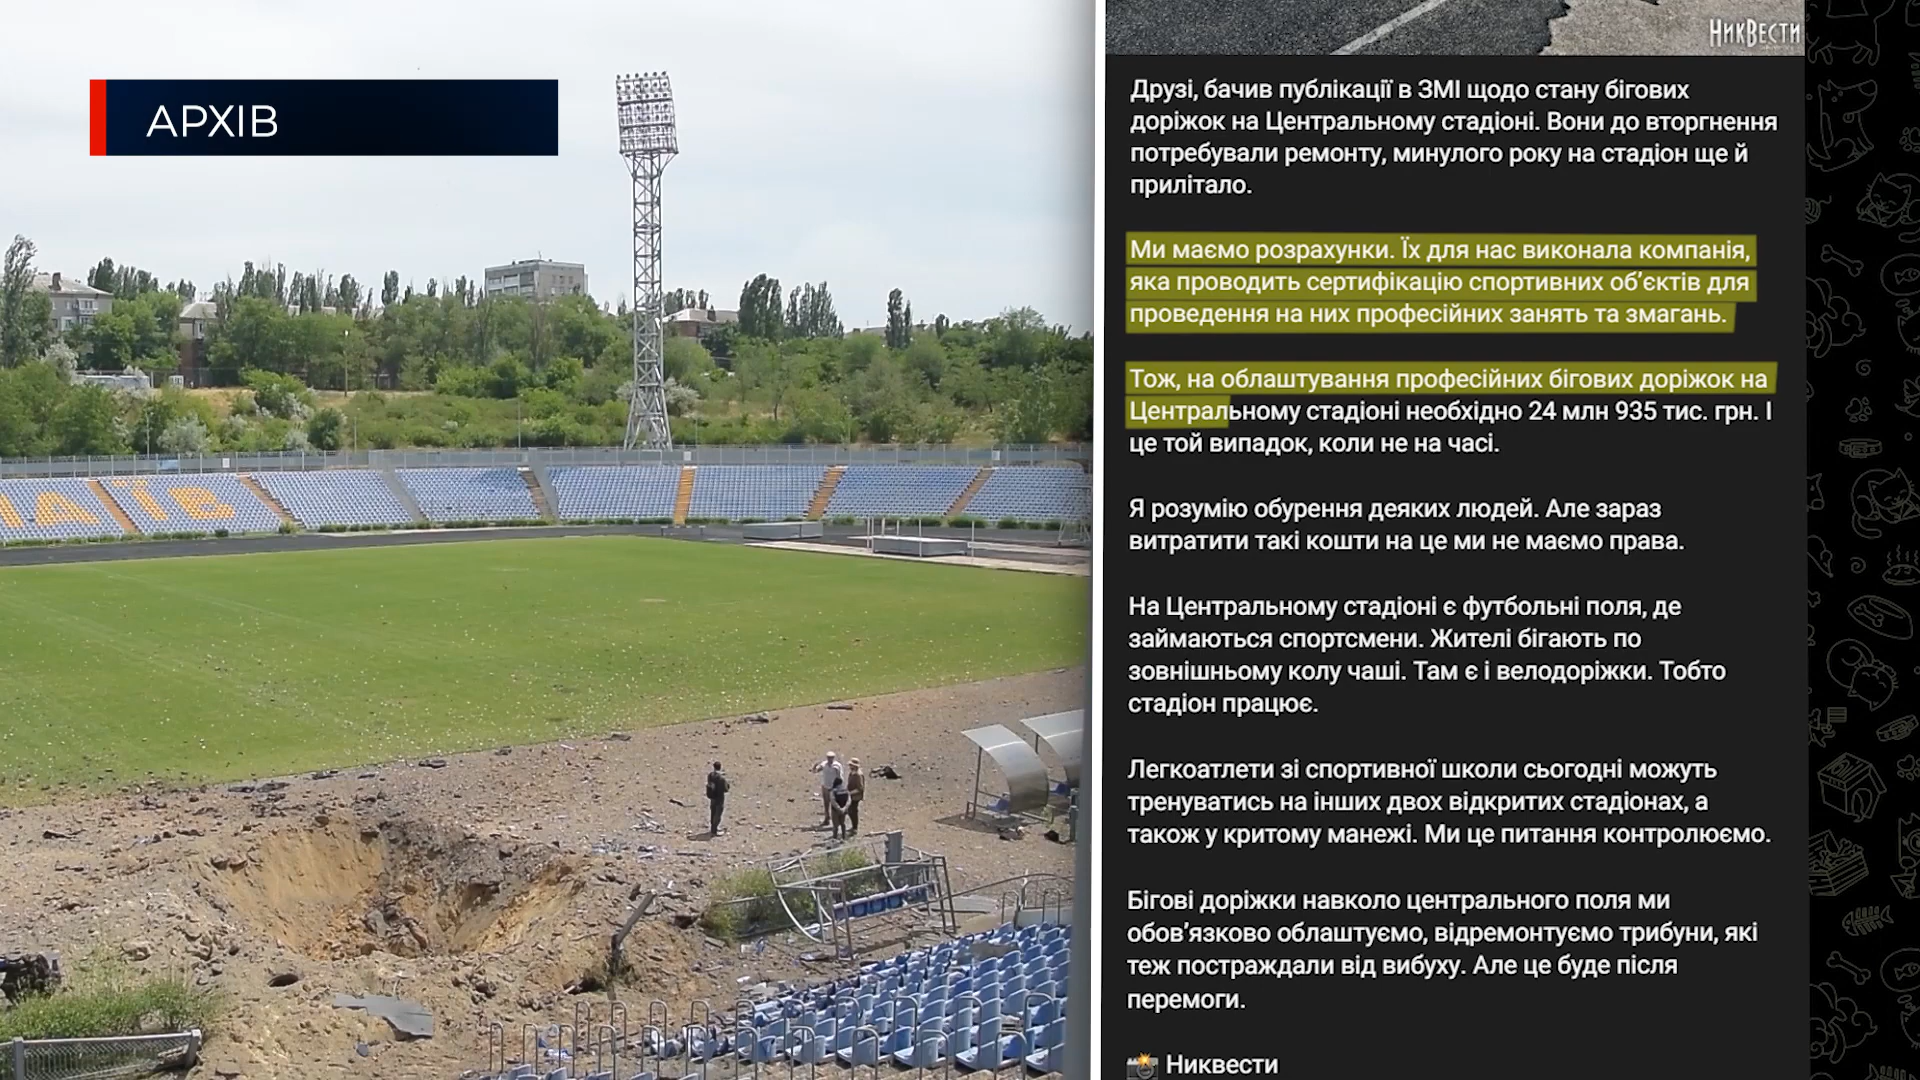 АРХІВ
АЇВ
НикВести
Друзі, бачив публікації в ЗМІ щодо стану бігових
доріжок на Центральному стадіоні. Вони до вторгнення
потребували ремонту, минулого року на стадіон ще й
прилітало.
Ми маємо розрахунки. Їх для нас виконала компанія,
яка проводить сертифікацію спортивних об’єктів для
проведення на них професійних занять та змагань.
Тож, на облаштування професійних бігових доріжок на
Центральному стадіоні необхідно 24 млн 935 тис. грн. І
це той випадок, коли не на часі.
Я розумію обурення деяких людей. Але зараз
витратити такі кошти на це ми не маємо права.
На Центральному стадіоні є футбольні поля, де
займаються спортсмени. Жителі бігають по
зовнішньому колу чаші. Там є і велодоріжки. Тобто
стадіон працює.
Легкоатлети зі спортивної школи сьогодні можуть
тренуватись на інших двох відкритих стадіонах, а
також у критому манежі. Ми це питання контролюємо.
Бігові доріжки навколо центрального поля ми
обов’язково облаштуємо, відремонтуємо трибуни, які
теж постраждали від вибуху. Але це буде після
перемоги.
Никвести